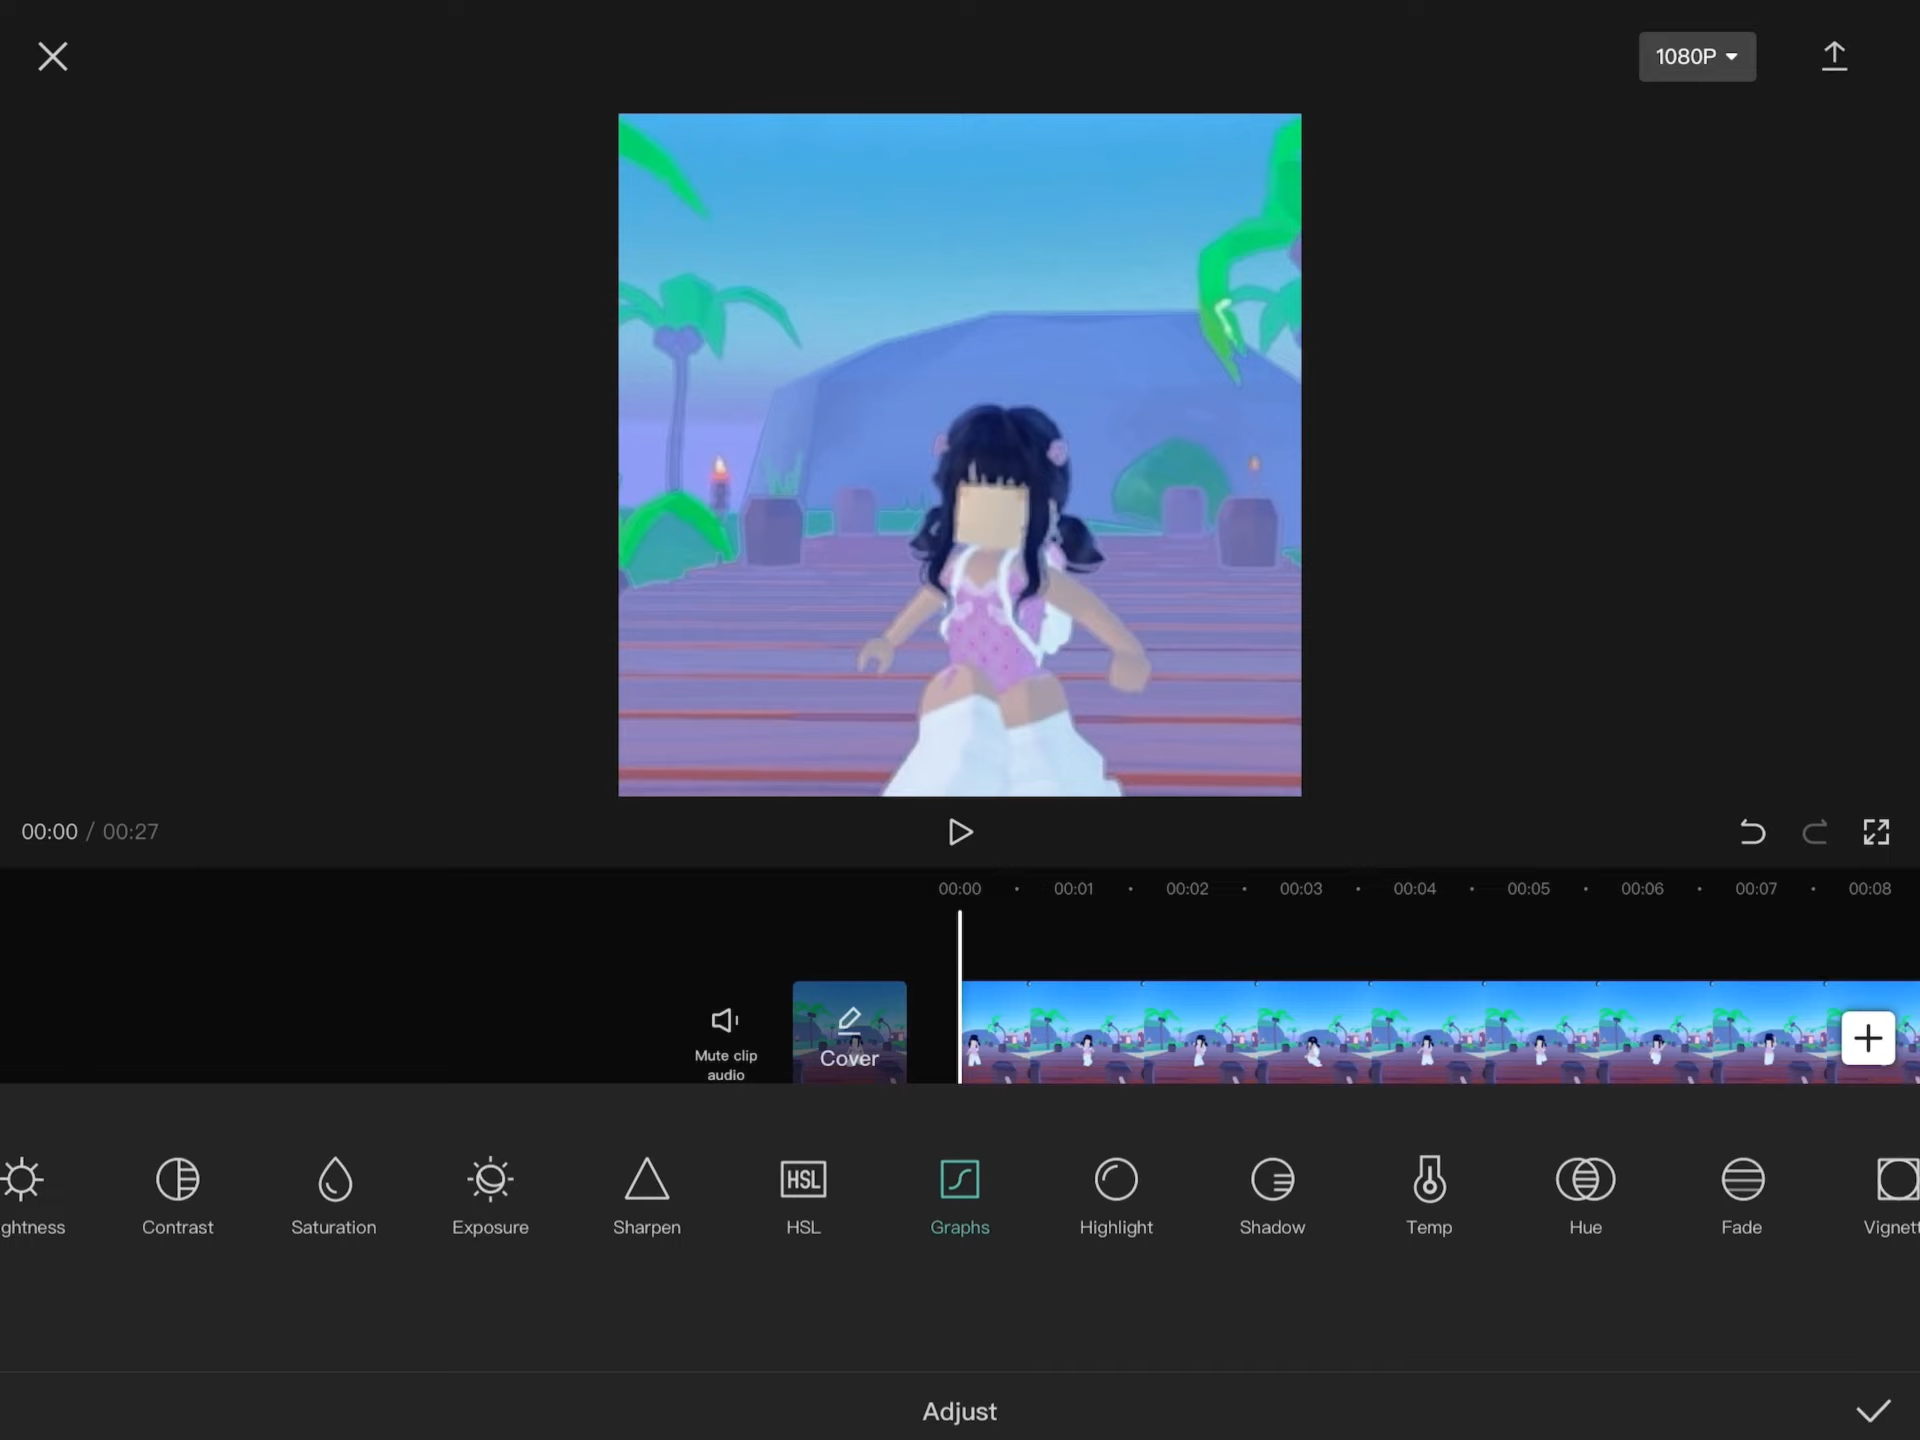 1080P
00:00 / 00:27
00:00 00:01 00:02 00:03 00:04 00:05 00:06 00:07 00:08
Mute clip
audio
Cover
ghtness Contrast Saturation Exposure Sharpen HSL Graphs Highlight Shadow Temp Hue Fade Vignett
HSL
Adjust